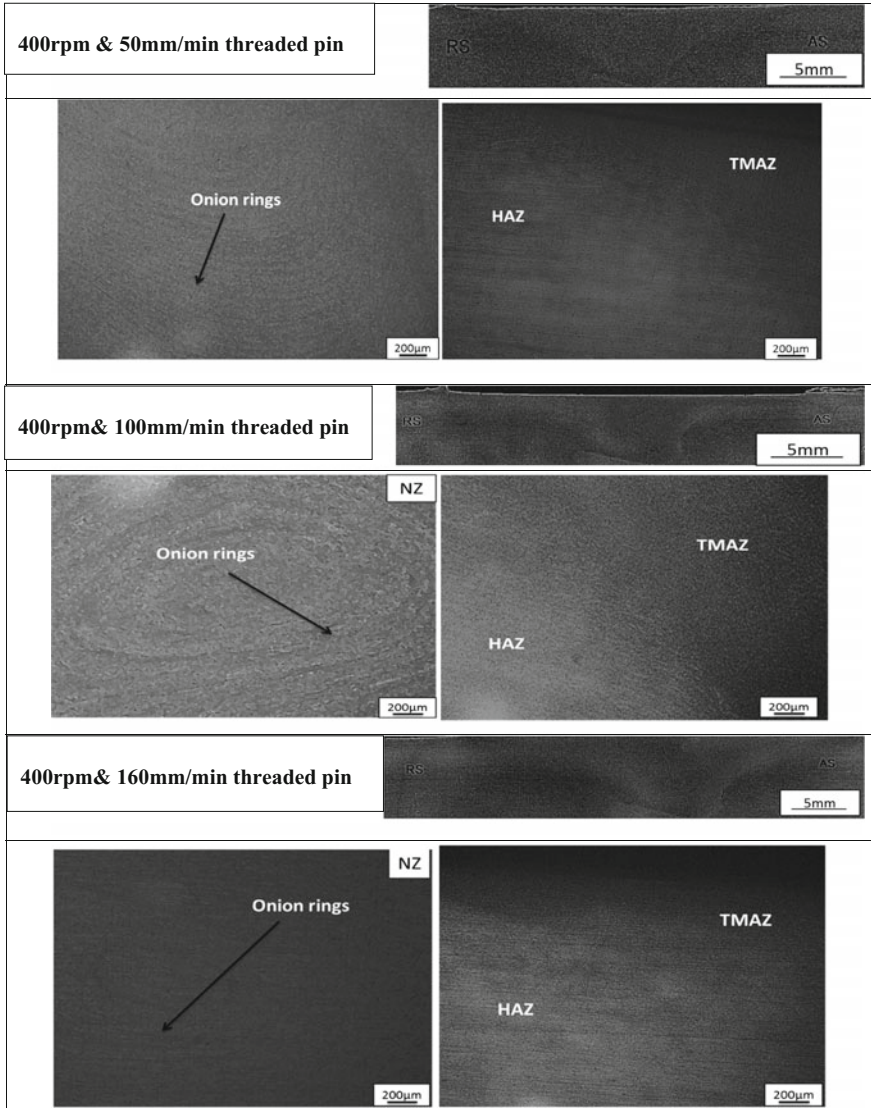 400rpm & 50mm/min threaded pin
RS
AS
5mm
Onion rings
200μm
TMAZ
HAZ
200μm
400rpm& 100mm/min threaded pin
RS
AS
5mm
NZ
Onion rings
200μm
TMAZ
HAZ
200μm
400rpm& 160mm/min threaded pin
RS
AS
5mm
NZ
Onion rings
200μm
TMAZ
HAZ
200μm